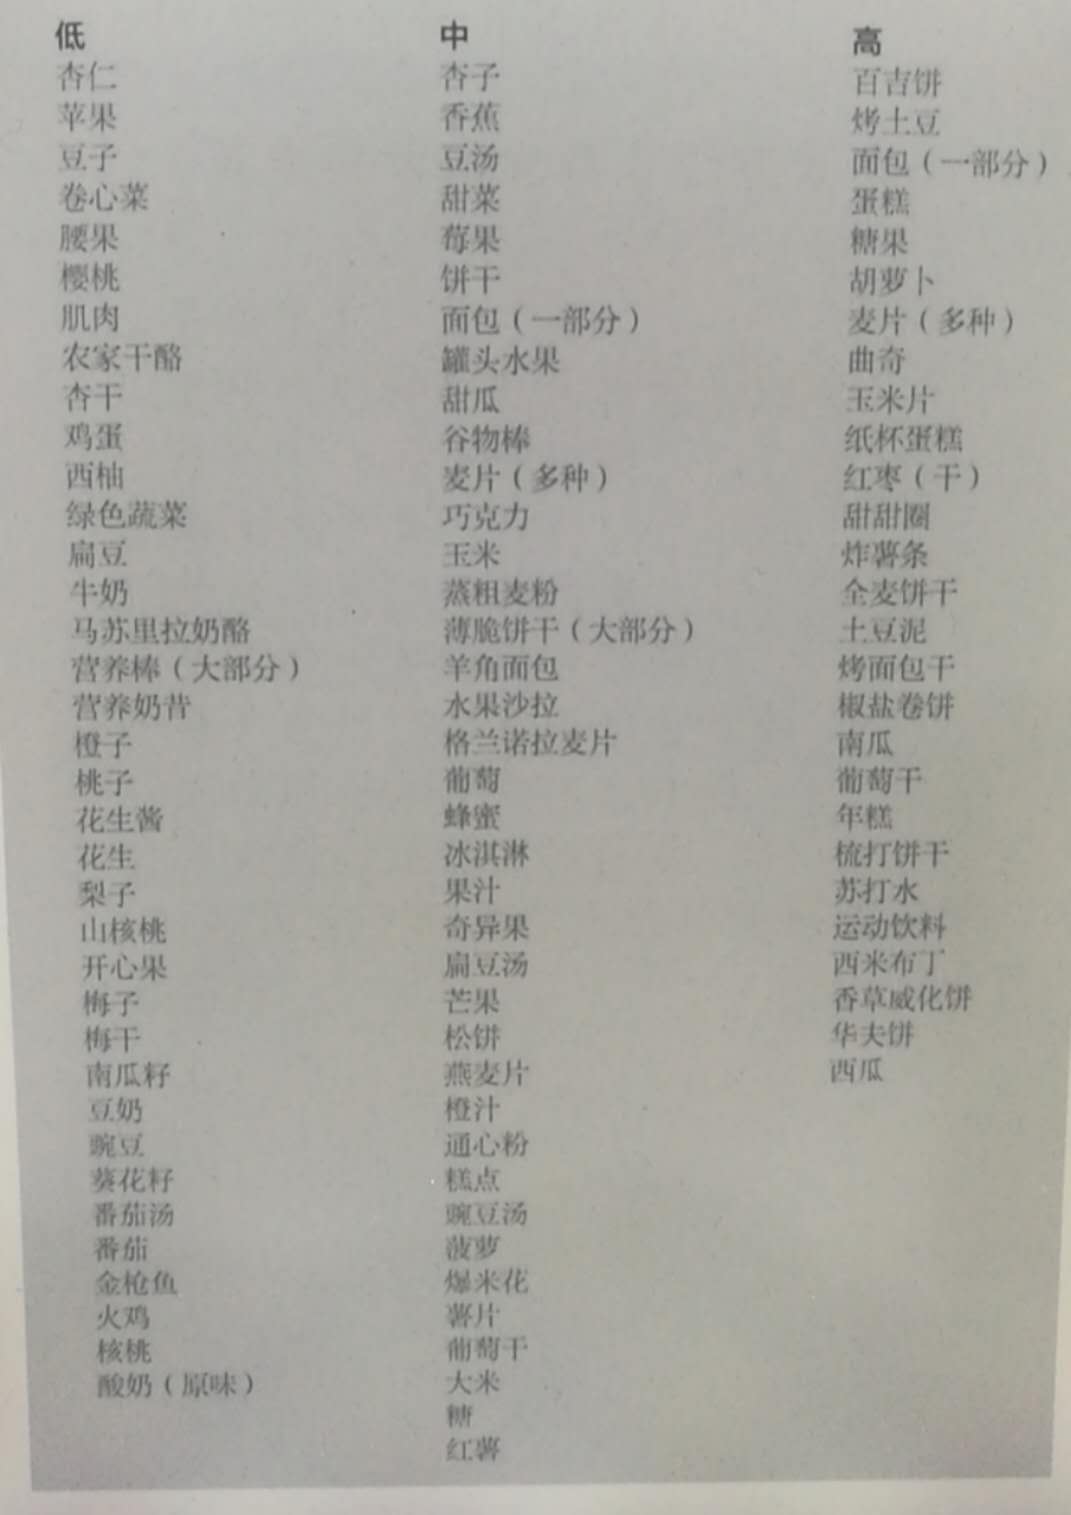 低
杏仁
苹果
豆子
卷心菜
腰果
樱桃
肌肉
农家干酪
杏干
鸡蛋
西柚
绿色蔬菜
扁豆
牛奶
马苏里拉奶酪
营养棒（大部分）
营养奶昔
橙子
桃子
花生酱
花生
梨子
山核桃
开心果
梅子
梅干
南瓜籽
豆奶
豌豆
葵花籽
番茄汤
番茄
金枪鱼
火鸡
核桃
酸奶（原味）
中
杏子
香蕉
豆汤
甜菜
莓果
饼干
面包（一部分）
罐头水果
甜瓜
谷物棒
麦片（多种）
巧克力
玉米
蒸粗麦粉
薄脆饼干（大部分）
羊角面包
水果沙拉
格兰诺拉麦片
葡萄
蜂蜜
冰淇淋
果汁
奇异果
扁豆汤
芒果
松饼
燕麦片
橙汁
通心粉
糕点
豌豆汤
菠萝
爆米花
薯片
葡萄干
大米
糖
红薯
高
百吉饼
烤土豆
面包（一部分）
蛋糕
糖果
胡萝卜
麦片（多种）
曲奇
玉米片
纸杯蛋糕
红枣（干）
甜甜圈
炸薯条
全麦饼干
土豆泥
烤面包干
椒盐卷饼
南瓜
葡萄干
年糕
梳打饼干
苏打水
运动饮料
西米布丁
香草威化饼
华夫饼
西瓜